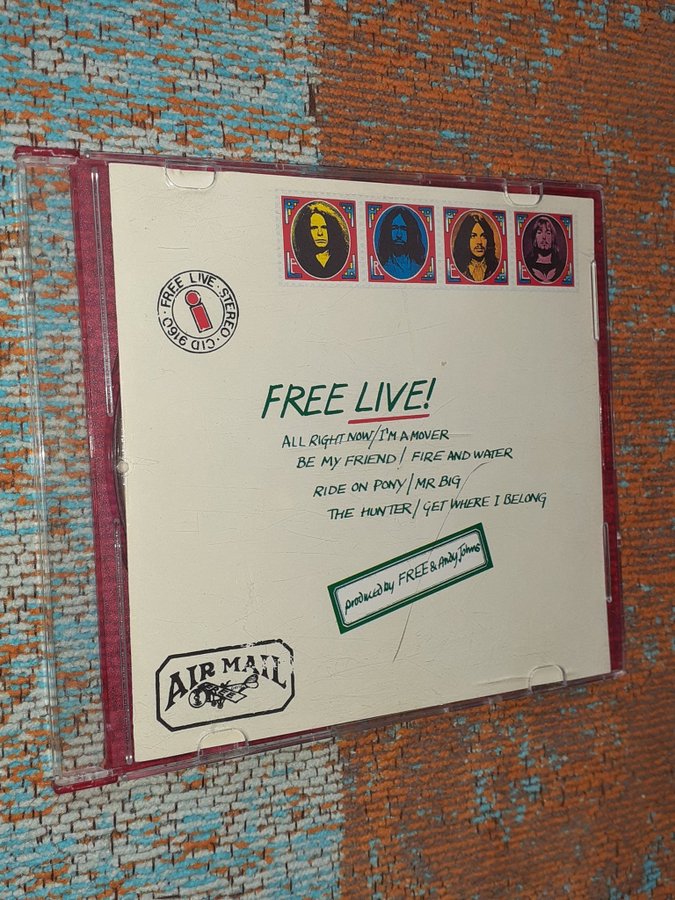 F R E E
FREE LIVE · STEREO · CID 9160 ·
i
FREE LIVE!
ALL RIGHT NOW/I'M A MOVER
BE MY FRIEND/ FIRE AND WATER
RIDE ON PONY/MR BIG
THE HUNTER/GET WHERE I BELONG
PRODUCED By FREE & Andy Johns
AIR MAIL